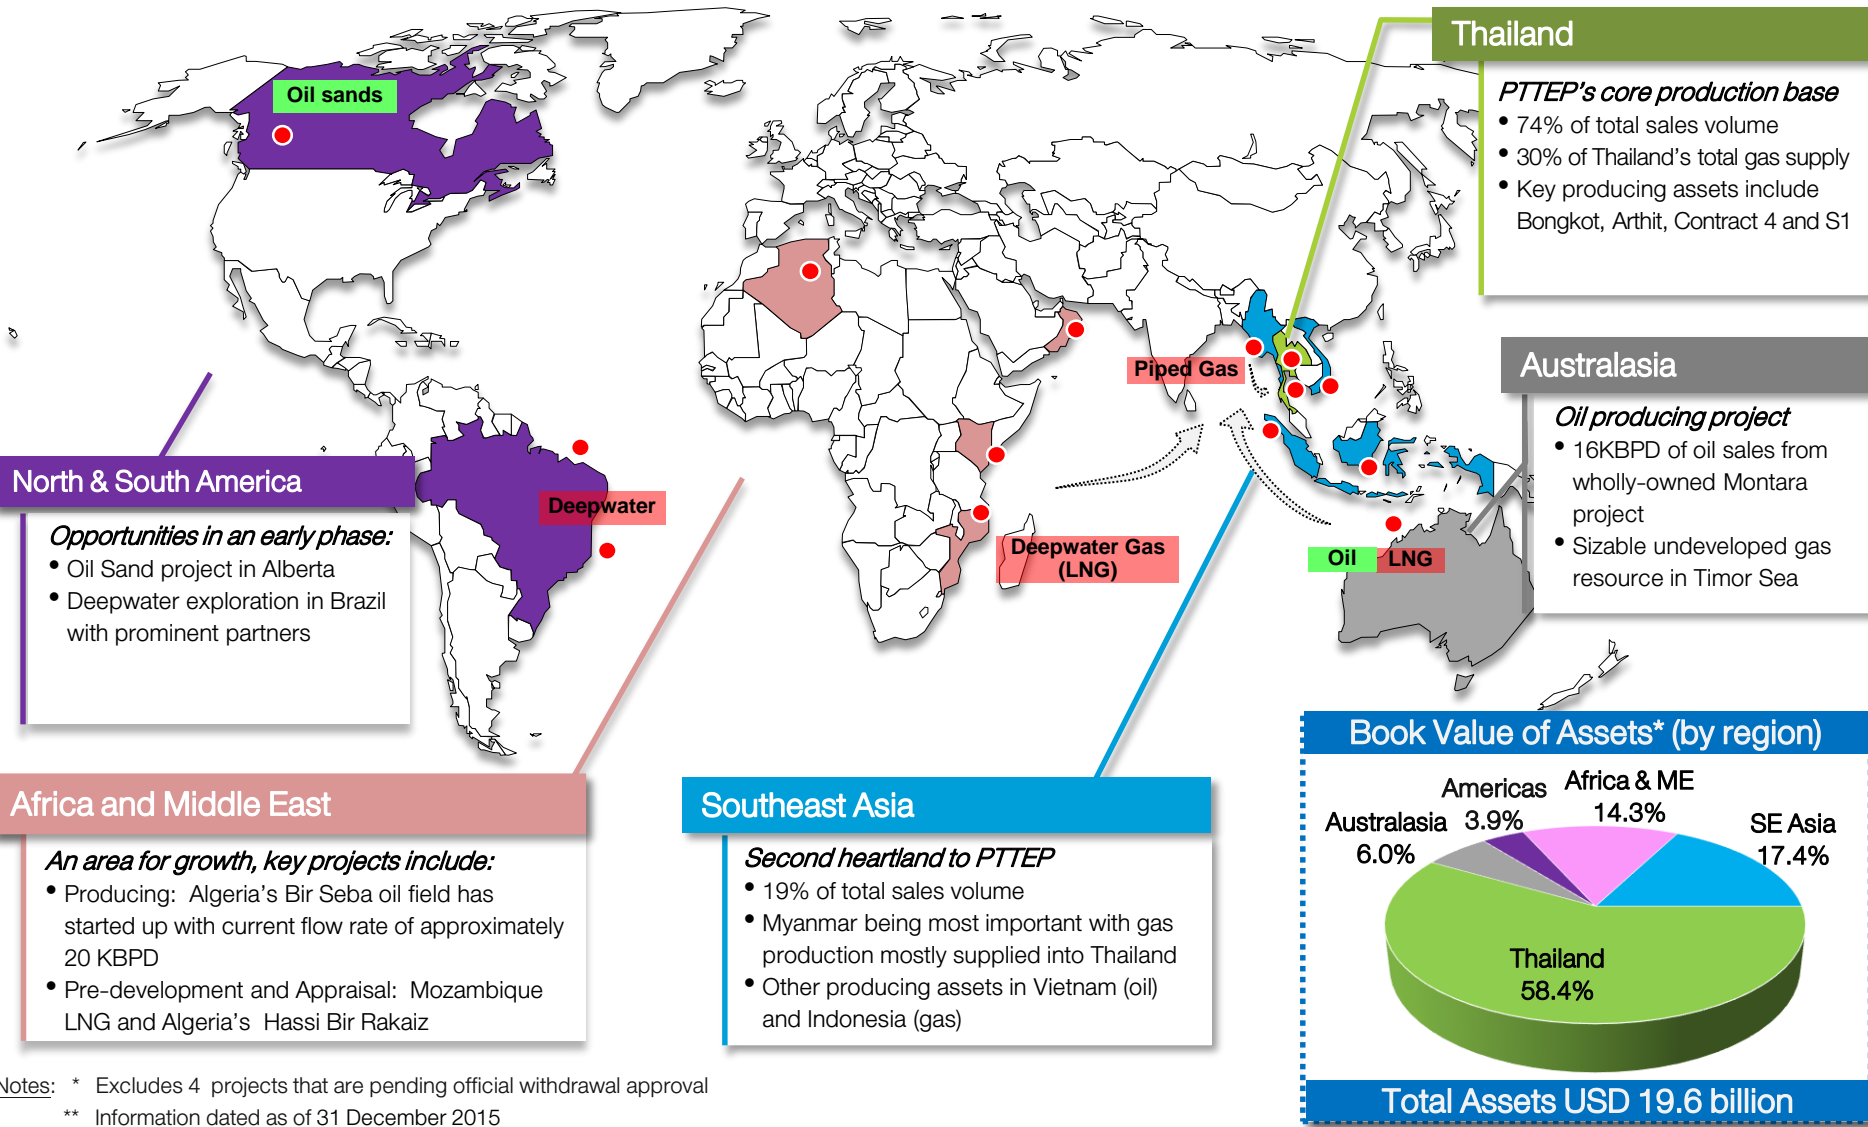 Thailand
PTTEP's core production base
• 74% of total sales volume
• 30% of Thailand's total gas supply
• Key producing assets include
Bongkot, Arthit, Contract 4 and S1
Oil sands
Piped Gas
Australasia
Oil producing project
• 16KBPD of oil sales from
wholly-owned Montara
project
• Sizable undeveloped gas
resource in Timor Sea
North & South America
Opportunities in an early phase:
• Oil Sand project in Alberta
• Deepwater exploration in Brazil
with prominent partners
Deepwater
Deepwater Gas
(LNG)
Oil
LNG
Africa and Middle East
An area for growth, key projects include:
• Producing: Algeria's Bir Seba oil field has
started up with current flow rate of approximately
20 KBPD
• Pre-development and Appraisal: Mozambique
LNG and Algeria's Hassi Bir Rakaiz
Southeast Asia
Second heartland to PTTEP
• 19% of total sales volume
• Myanmar being most important with gas
production mostly supplied into Thailand
• Other producing assets in Vietnam (oil)
and Indonesia (gas)
Book Value of Assets* (by region)
Americas
3.9%
Africa & ME
14.3%
Australasia
6.0%
SE Asia
17.4%
Thailand
58.4%
Total Assets USD 19.6 billion
Notes: * Excludes 4 projects that are pending official withdrawal approval
** Information dated as of 31 December 2015